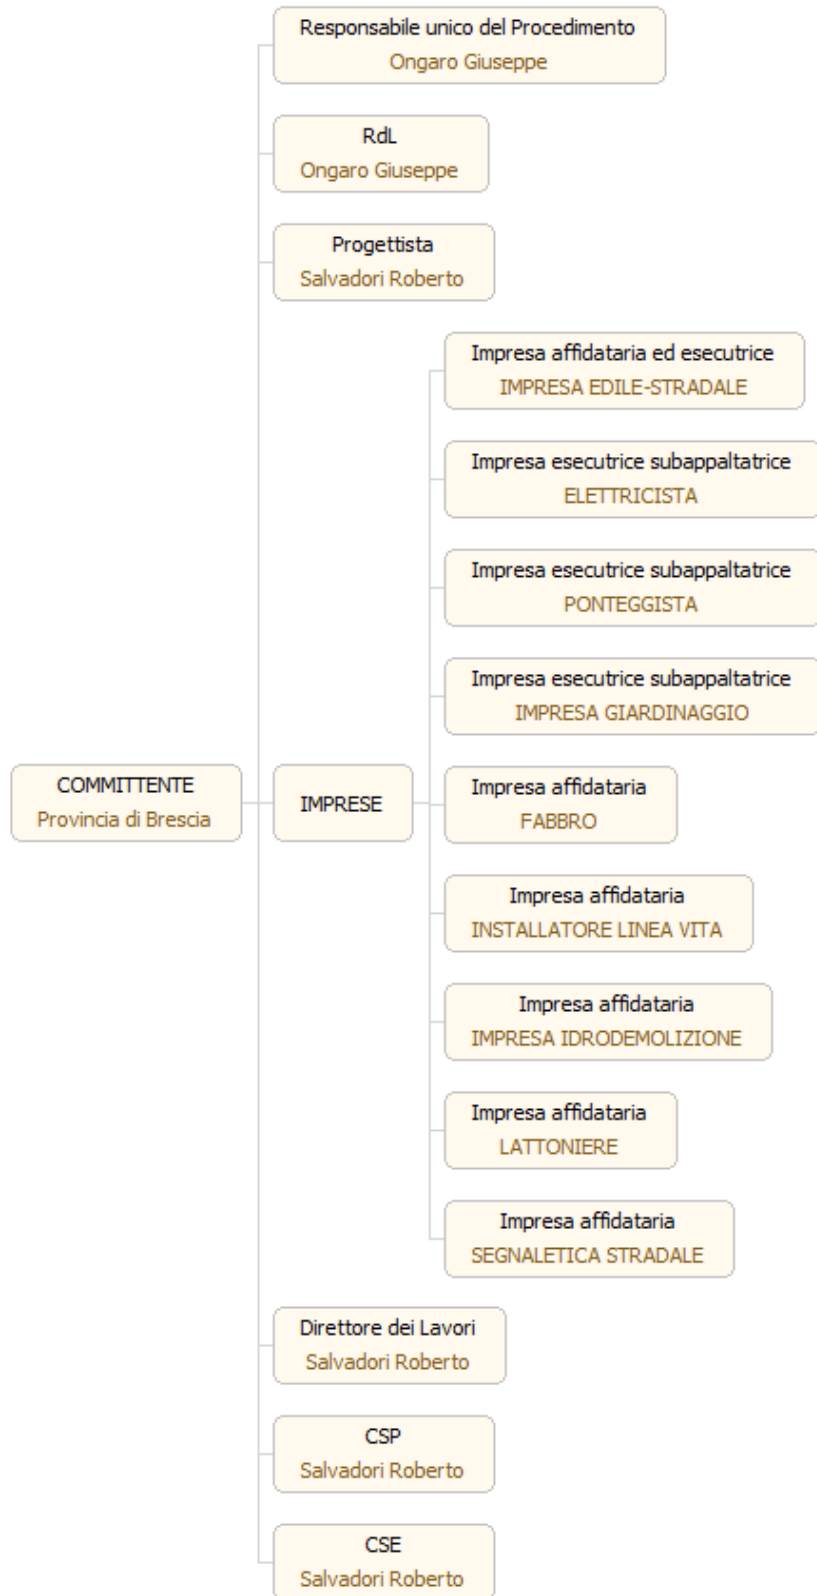 Responsabile unico del Procedimento
Ongaro Giuseppe
RdL
Ongaro Giuseppe
Progettista
Salvadori Roberto
Impresa affidataria ed esecutrice
IMPRESA EDILE-STRADALE
Impresa esecutrice subappaltatrice
ELETTRICISTA
Impresa esecutrice subappaltatrice
PONTEGGISTA
Impresa esecutrice subappaltatrice
IMPRESA GIARDINAGGIO
COMMITTENTE
Provincia di Brescia
IMPRESE
Impresa affidataria
FABBRO
Impresa affidataria
INSTALLATORE LINEA VITA
Impresa affidataria
IMPRESA IDRODEMOLIZIONE
Impresa affidataria
LATTONIERE
Impresa affidataria
SEGNALETICA STRADALE
Direttore dei Lavori
Salvadori Roberto
CSP
Salvadori Roberto
CSE
Salvadori Roberto